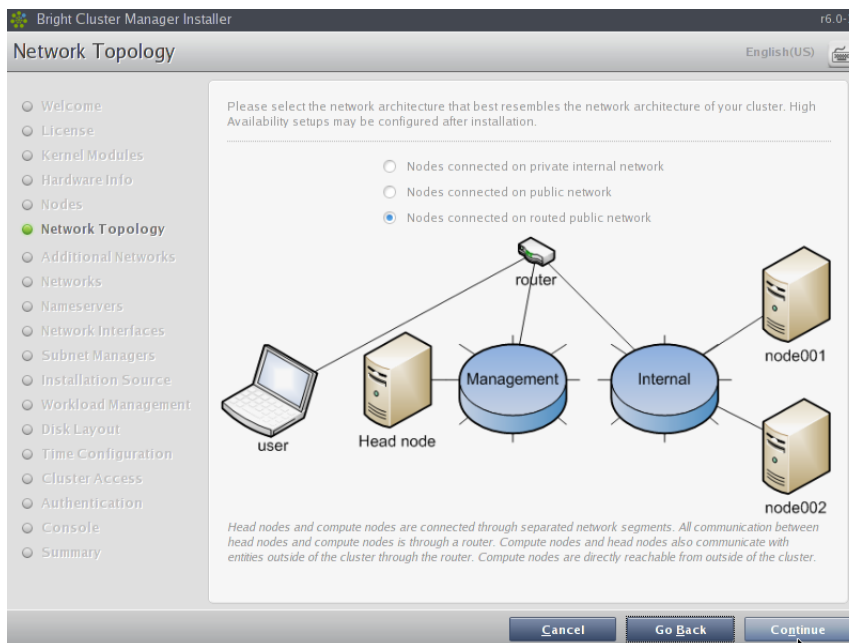 Bright Cluster Manager Installer
r6.0-
Network Topology
English(US)
Welcome
License
Kernel Modules
Hardware Info
Nodes
Network Topology
Additional Networks
Networks
Nameservers
Network Interfaces
Subnet Managers
Installation Source
Workload Management
Disk Layout
Time Configuration
Cluster Access
Authentication
Console
Summary
Please select the network architecture that best resembles the network architecture of your cluster. High
Availability setups may be configured after installation.
Nodes connected on private internal network
Nodes connected on public network
Nodes connected on routed public network
router
Management
Internal
node001
user
Head node
node002
Head nodes and compute nodes are connected through separated network segments. All communication between
head nodes and compute nodes is through a router. Compute nodes and head nodes also communicate with
entities outside of the cluster through the router. Compute nodes are directly reachable from outside of the cluster.
Cancel
Go Back
Continue